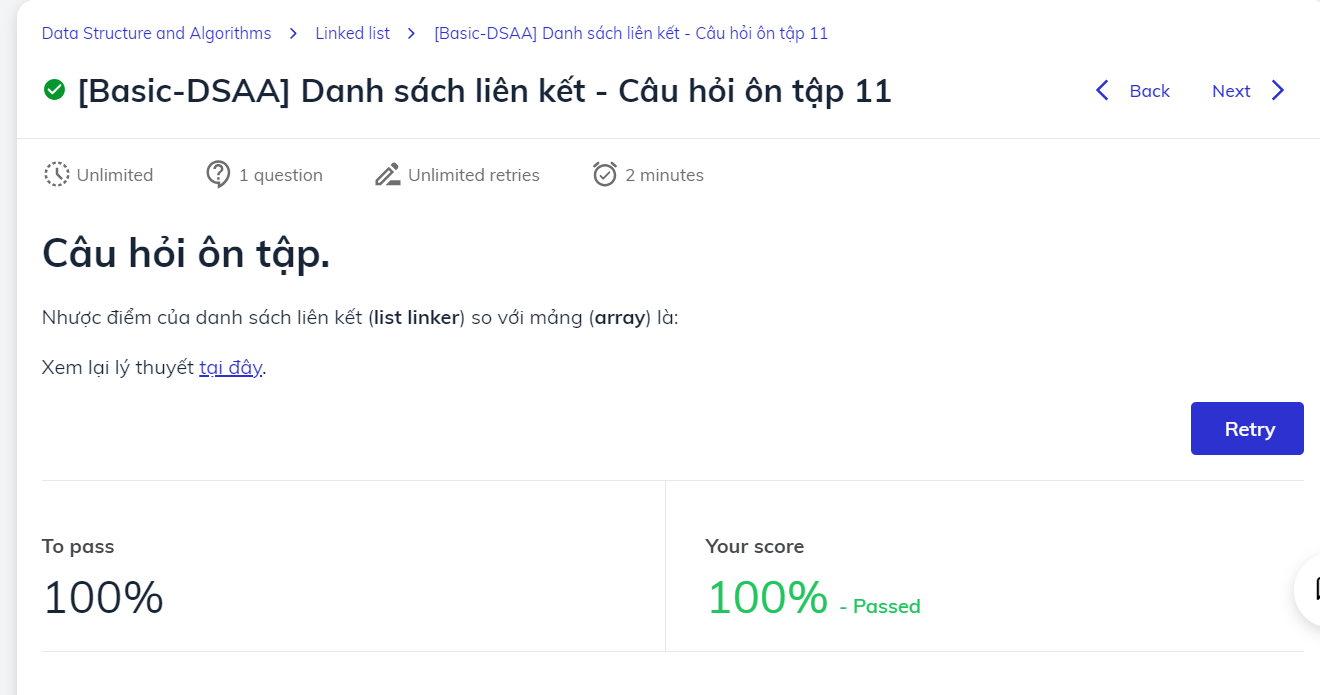 Data Structure and Algorithms > Linked list > [Basic-DSAA] Danh sách liên kết - Câu hỏi ôn tập 11
[Basic-DSAA] Danh sách liên kết - Câu hỏi ôn tập 11
Back Next
Unlimited 1 question Unlimited retries 2 minutes
Câu hỏi ôn tập.
Nhược điểm của danh sách liên kết (list linker) so với mảng (array) là:
Xem lại lý thuyết tại đây.
Retry
To pass
100%
Your score
100% - Passed